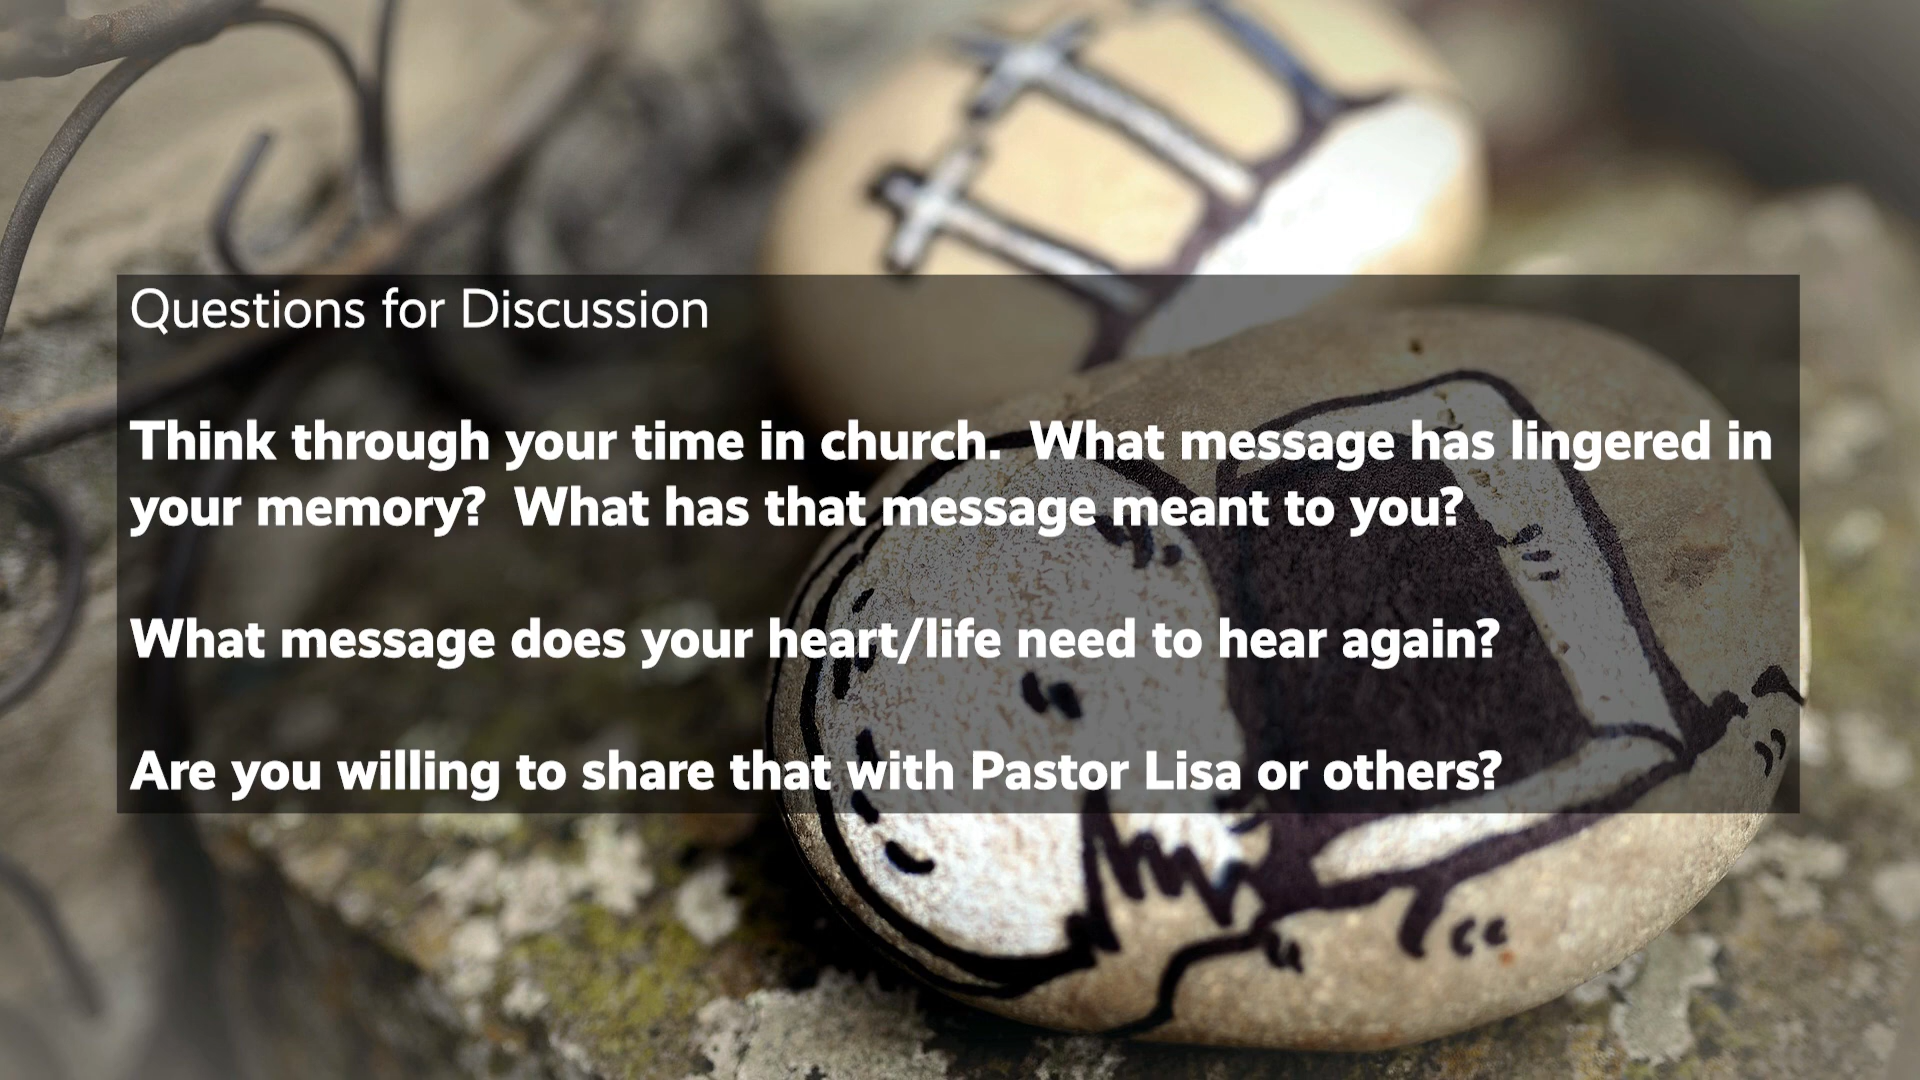 Questions for Discussion
Think through your time in church.  What message has lingered in
your memory?  What has that message meant to you?
What message does your heart/life need to hear again?
Are you willing to share that with Pastor Lisa or others?